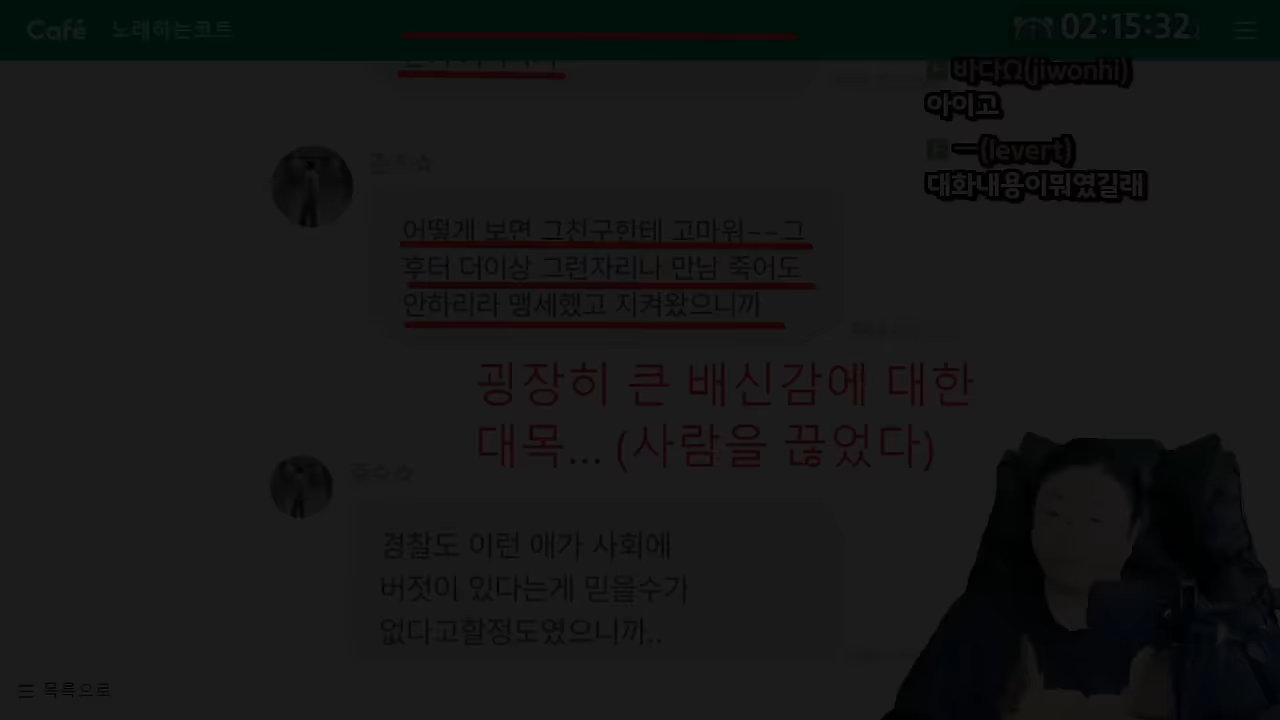 Café 노래하는코트
02:15:32
바다Ω(jiwonhi)
아이고
F ㅡ(levert)
대화내용이뭐였길래
어떻게 보면 그친구한테 고마워~~그
후터 더이상 그런자리나 만남 죽어도
안하리라 맹세했고 지켜왔으니까
굉장히 큰 배신감에 대한
대목... (사람을 끊었다)
경찰도 이런 애가 사회에
버젓이 있다는게 믿을수가
없다고할정도였으니까..
목록으로